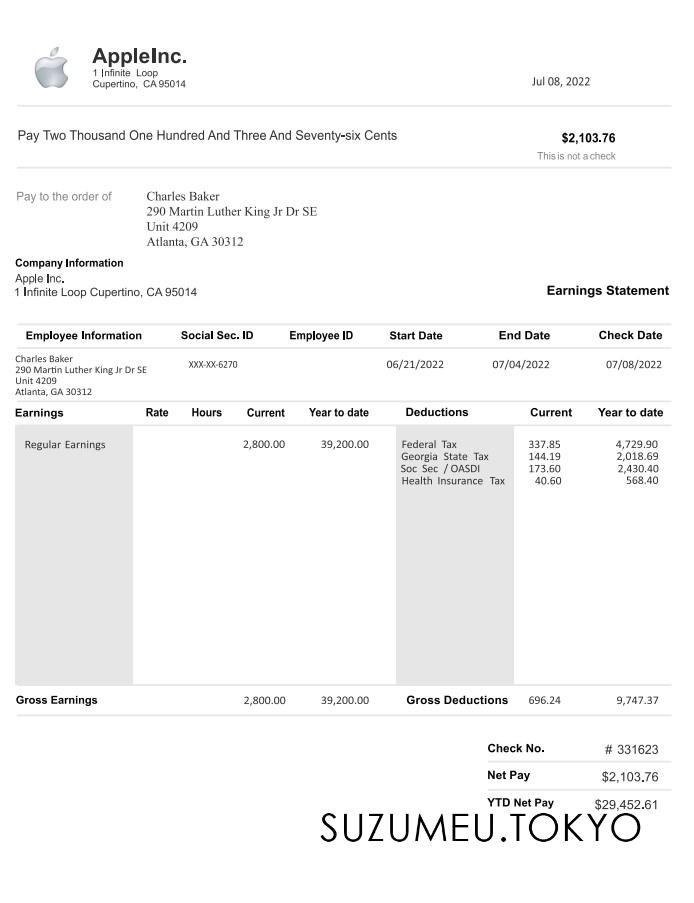 AppleInc.
1 Infinite Loop
Cupertino, CA 95014
Jul 08, 2022
Pay Two Thousand One Hundred And Three And Seventy-six Cents
$2,103.76
This is not a check
Pay to the order of
Charles Baker
290 Martin Luther King Jr Dr SE
Unit 4209
Atlanta, GA 30312
Company Information
Apple Inc.
1 Infinite Loop Cupertino, CA 95014
Earnings Statement
Employee Information Social Sec. ID Employee ID Start Date End Date Check Date
Charles Baker
290 Martin Luther King Jr Dr SE
Unit 4209
Atlanta, GA 30312
XXX-XX-6270 06/21/2022 07/04/2022 07/08/2022
Earnings Rate Hours Current Year to date Deductions Current Year to date
Regular Earnings 2,800.00 39,200.00 Federal Tax 337.85 4,729.90
Georgia State Tax 144.19 2,018.69
Soc Sec / OASDI 173.60 2,430.40
Health Insurance Tax 40.60 568.40
Gross Earnings 2,800.00 39,200.00 Gross Deductions 696.24 9,747.37
Check No. # 331623
Net Pay $2,103.76
YTD Net Pay $29,452.61
SUZUMEU.TOKYO